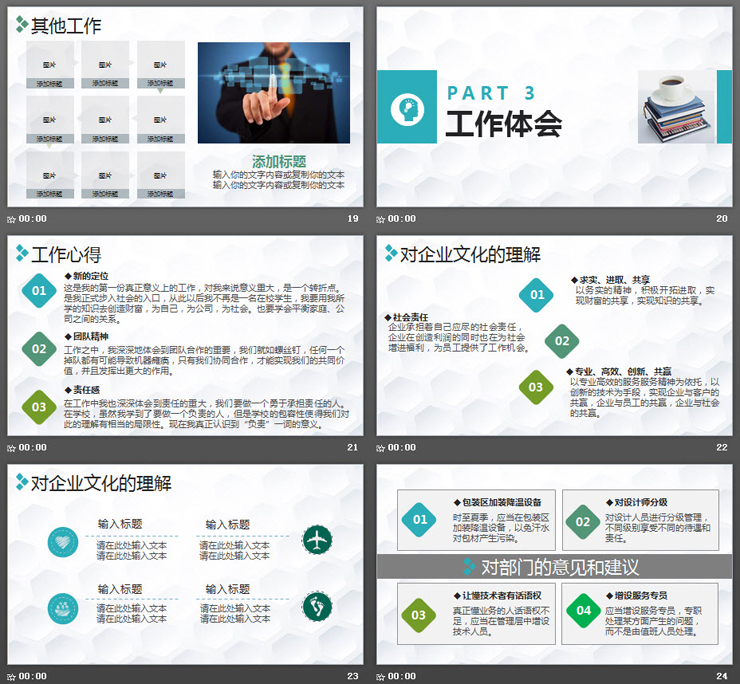 其他工作
图片 图片 图片
添加标题 添加标题 添加标题
图片 图片 图片
添加标题 添加标题 添加标题
图片 图片 图片
添加标题 添加标题 添加标题
添加标题
输入你的文字内容或复制你的文本
输入你的文字内容或复制你的文本
00:00 19
PART 3
工作体会
00:00 20
工作心得
01
◆新的定位
这是我的第一份真正意义上的工作，对我来说意义重大，是一个转折点。
是我正式步入社会的入口，从此以后我不再是一名在校学生，我要用我所
学的知识去创造财富，为自己，为公司，为社会。也要学会平衡家庭、公
司之间的关系。
02
◆团队精神
工作之中，我深深地体会到团队合作的重要，我们就如螺丝钉，任何一个
掉队都有可能导致机器瘫痪，只有我们协同合作，才能实现我们的共同价
值，并且发挥出更大的作用。
03
◆责任感
在工作中我也深深体会到责任的重大，我们要做一个勇于承担责任的人。
在学校，虽然我学到了要做一个负责的人，但是学校的包容性使得我们对
此的理解有相当的局限性。现在我真正认识到“负责”一词的意义。
00:00 21
对企业文化的理解
01
◆求实、进取、共享
以务实的精神，积极开拓进取，实
现财富的共享，实现知识的共享。
◆社会责任
企业承担着自己应尽的社会责任，
企业在创造利润的同时也在为社会
增进福利，为员工提供了工作机会。
02
03
◆专业、高效、创新、共赢
以专业高效的服务服务精神为依托，以
创新的技术为手段，实现企业与客户的
共赢，企业与员工的共赢，企业与社会
的共赢。
00:00 22
对企业文化的理解
输入标题
请在此处输入文本
请在此处输入文本
输入标题
请在此处输入文本
请在此处输入文本
输入标题
请在此处输入文本
请在此处输入文本
输入标题
请在此处输入文本
请在此处输入文本
00:00 23
01
◆包装区加装降温设备
时至夏季，应当在包装区
加装降温设备，以免汗水
对包材产生污染。
02
◆对设计师分级
对设计人员进行分级管理，
不同级别享受不同的待遇和
责任。
对部门的意见和建议
03
◆让懂技术者有话语权
真正懂业务的人话语权不
足，应当在管理层中增设
技术人员。
04
◆增设服务专员
应当增设服务专员，专职
处理某方面产生的问题，
而不是由值班人员处理。
00:00 24